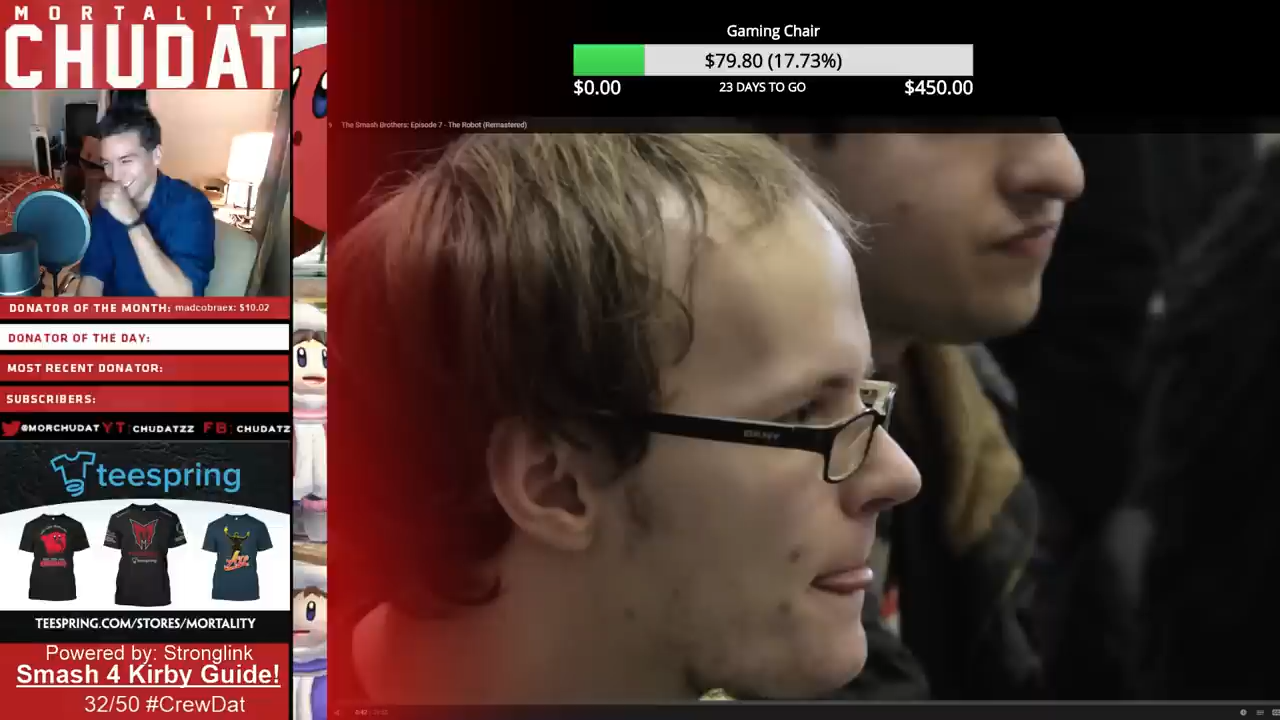 MORTALITY
CHUDAT
DONATOR OF THE MONTH: madcobraex: $10.02
DONATOR OF THE DAY:
MOST RECENT DONATOR:
SUBSCRIBERS:
@MORCHUDAT YT: CHUDATZZ FB: CHUDATZ
teespring
teespring
TEESPRING.COM/STORES/MORTALITY
Powered by: Stronglink
Smash 4 Kirby Guide!
32/50 #CrewDat
Gaming Chair
$79.80 (17.73%)
$0.00 23 DAYS TO GO $450.00
The Smash Brothers: Episode 7 - The Robot (Remastered)
DKNY